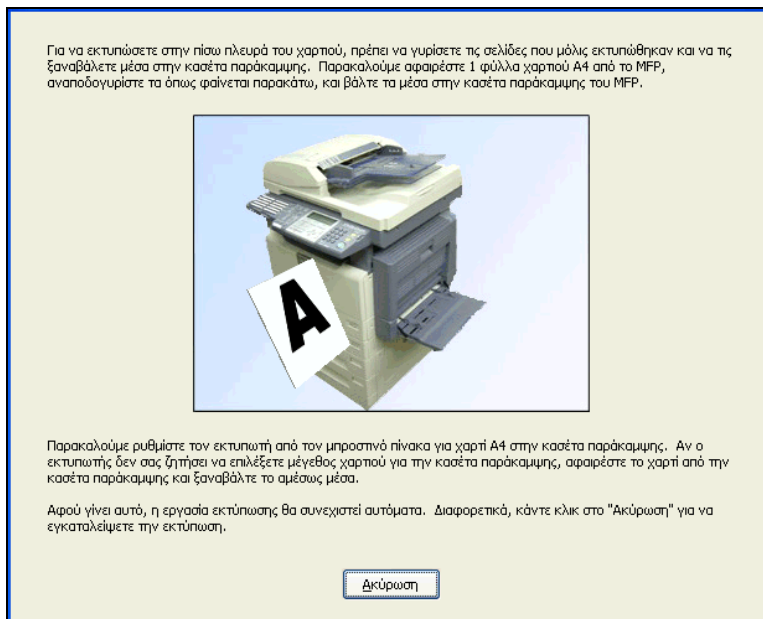 Για να εκτυπώσετε στην πίσω πλευρά του χαρτιού, πρέπει να γυρίσετε τις σελίδες που μόλις εκτυπώθηκαν και να τις
ξαναβάλετε μέσα στην κασέτα παράκαμψης. Παρακαλούμε αφαιρέστε 1 φύλλα χαρτιού A4 από το MFP,
αναποδογυρίστε τα όπως φαίνεται παρακάτω, και βάλτε τα μέσα στην κασέτα παράκαμψης του MFP.
A
Παρακαλούμε ρυθμίστε τον εκτυπωτή από τον μπροστινό πίνακα για χαρτί A4 στην κασέτα παράκαμψης. Αν ο
εκτυπωτής δεν σας ζητήσει να επιλέξετε μέγεθος χαρτιού για την κασέτα παράκαμψης, αφαιρέστε το χαρτί από την
κασέτα παράκαμψης και ξαναβάλτε το αμέσως μέσα.
Αφού γίνει αυτό, η εργασία εκτύπωσης θα συνεχιστεί αυτόματα. Διαφορετικά, κάντε κλικ στο "Ακύρωση" για να
εγκαταλείψετε την εκτύπωση.
Ακύρωση